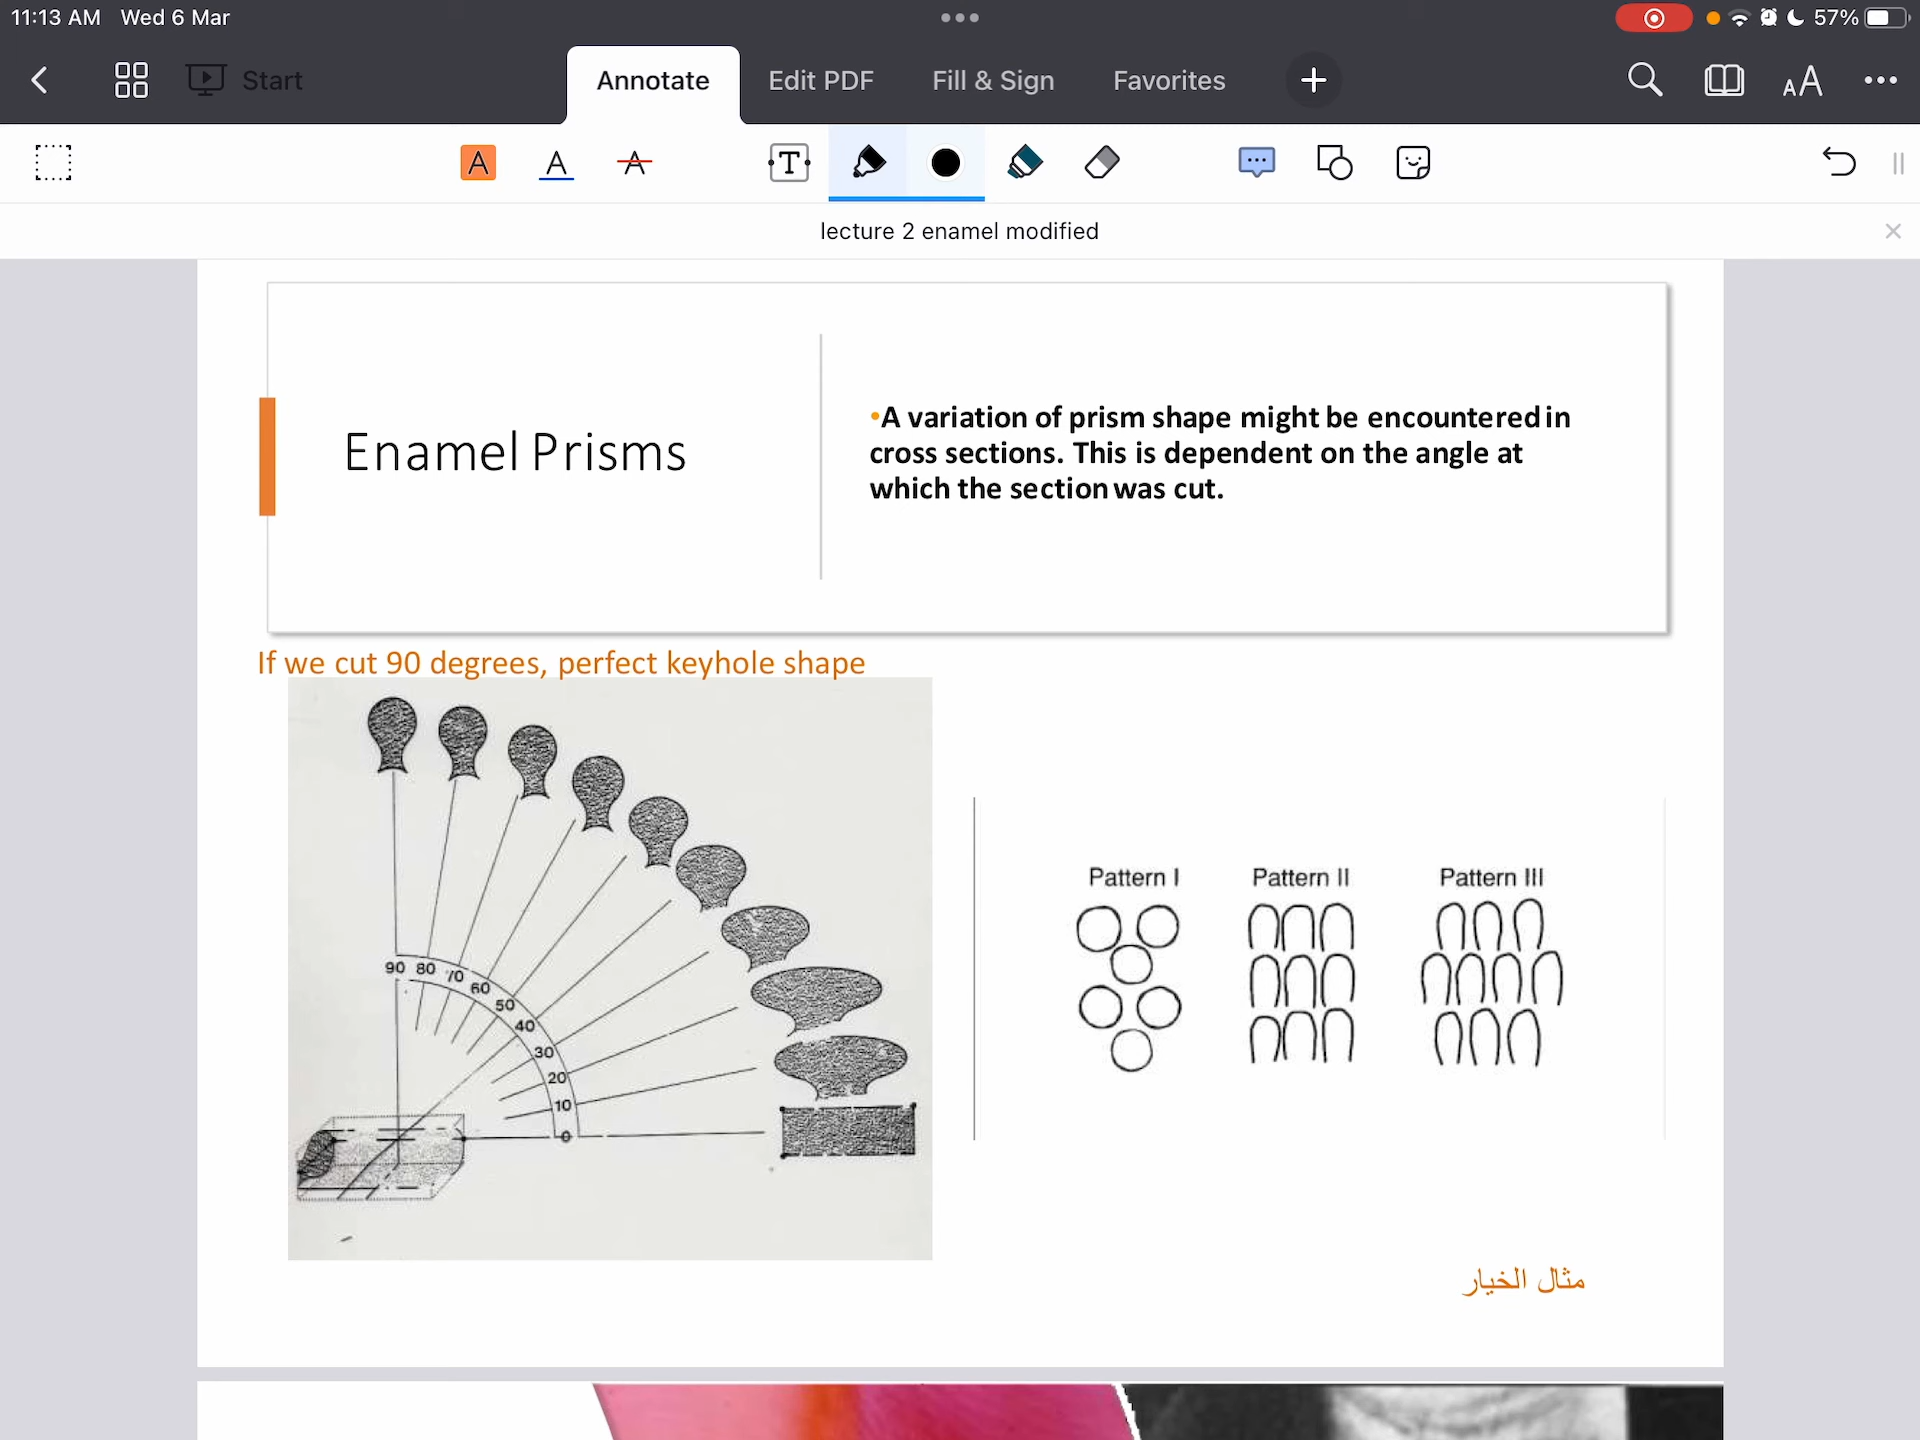 11:13 AM Wed 6 Mar
57%
Start
Annotate
Edit PDF
Fill & Sign
Favorites
AA
A A A T
lecture 2 enamel modified
Enamel Prisms
•A variation of prism shape might be encountered in
cross sections. This is dependent on the angle at
which the section was cut.
If we cut 90 degrees, perfect keyhole shape
90 80 70
60
50
40
30
20
10
0
Pattern I Pattern II Pattern III
مثال الخيار